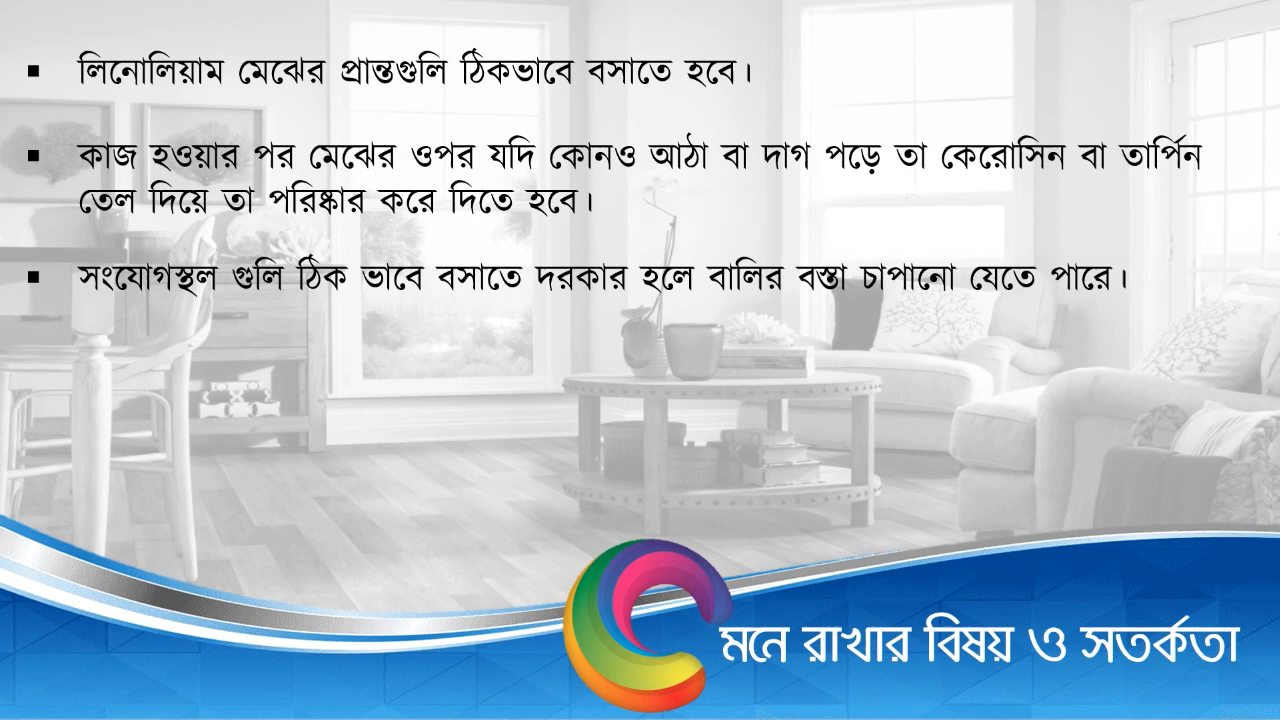 ▪ লিনোলিয়াম মেঝের প্রান্তগুলি ঠিকভাবে বসাতে হবে।
▪ কাজ হওয়ার পর মেঝের ওপর যদি কোনও আঠা বা দাগ পড়ে তা কেরোসিন বা তার্পিন
তেল দিয়ে তা পরিষ্কার করে দিতে হবে।
▪ সংযোগস্থল গুলি ঠিক ভাবে বসাতে দরকার হলে বালির বস্তা চাপানো যেতে পারে।
মনে রাখার বিষয় ও সতর্কতা